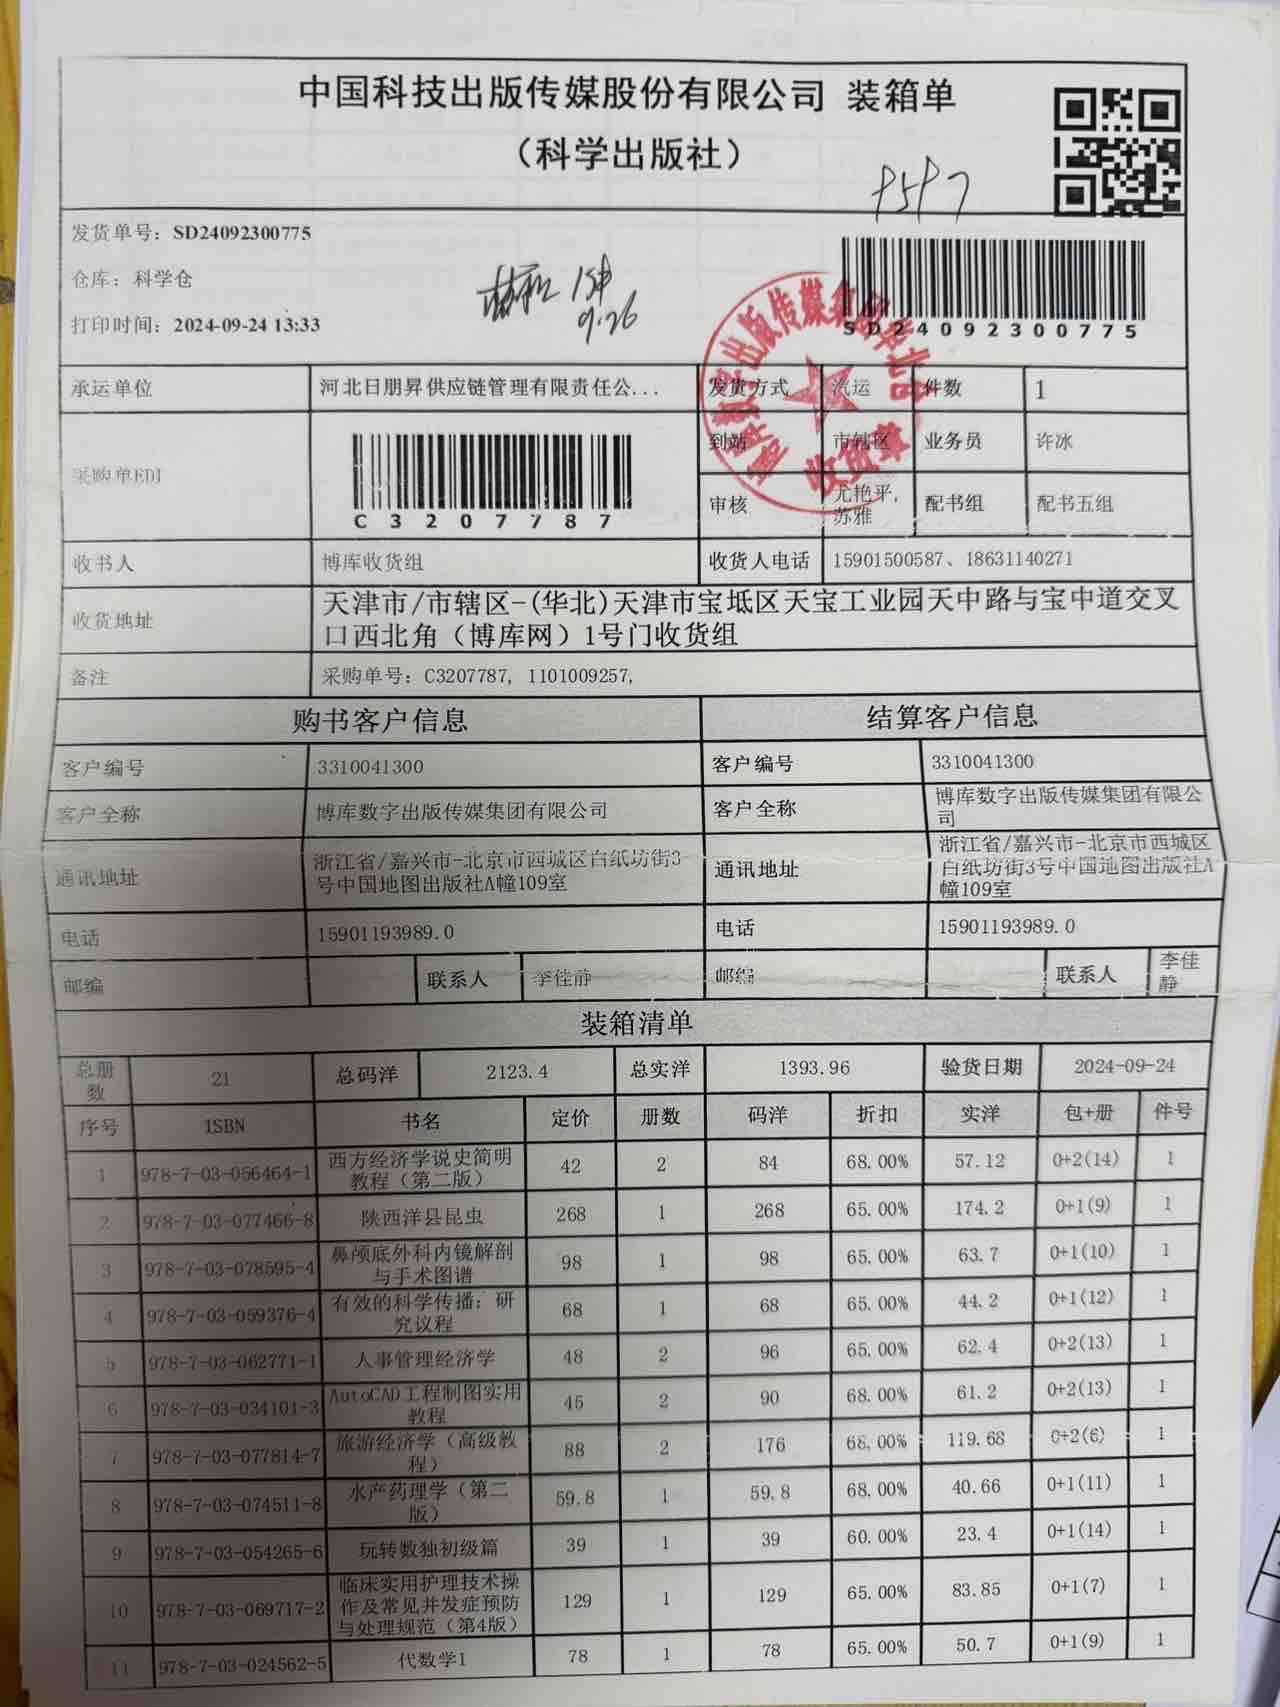 中国科技出版传媒股份有限公司 装箱单
（科学出版社）
发货单号：SD24092300775
仓库：科学仓
9.26
打印时间：2024-09-24 13:33
SD24092300775
承运单位 河北日朋昇供应链管理有限责任公... 发货方式 汽运 件数 1
采购单EDI C3207787 到站 市辖区 业务员 许冰
审核 尤艳平, 苏雅 配书组 配书五组
收货章
收书人 博库收货组 收货人电话 15901500587、18631140271
收货地址 天津市/市辖区-(华北)天津市宝坻区天宝工业园天中路与宝中道交叉
口西北角（博库网）1号门收货组
备注 采购单号：C3207787, 1101009257,
购书客户信息 结算客户信息
客户编号 3310041300 客户编号 3310041300
客户全称 博库数字出版传媒集团有限公司 客户全称 博库数字出版传媒集团有限公司
通讯地址 浙江省/嘉兴市-北京市西城区白纸坊街3号中国地图出版社A幢109室 通讯地址 浙江省/嘉兴市-北京市西城区白纸坊街3号中国地图出版社A幢109室
电话 15901193989.0 电话 15901193989.0
邮编 联系人 李佳静 邮编 联系人 李佳静
装箱清单
总册数 21 总码洋 2123.4 总实洋 1393.96 验货日期 2024-09-24
序号 ISBN 书名 定价 册数 码洋 折扣 实洋 包+册 件号
1 978-7-03-056464-1 西方经济学说史简明教程（第二版） 42 2 84 68.00% 57.12 0+2(14) 1
2 978-7-03-077466-8 陕西洋县昆虫 268 1 268 65.00% 174.2 0+1(9) 1
3 978-7-03-078595-4 鼻颅底外科内镜解剖与手术图谱 98 1 98 65.00% 63.7 0+1(10) 1
4 978-7-03-059376-4 有效的科学传播：研究议程 68 1 68 65.00% 44.2 0+1(12) 1
5 978-7-03-062771-1 人事管理经济学 48 2 96 65.00% 62.4 0+2(13) 1
6 978-7-03-034101-3 AutoCAD工程制图实用教程 45 2 90 68.00% 61.2 0+2(13) 1
7 978-7-03-077814-7 旅游经济学（高级教程） 88 2 176 68.00% 119.68 0+2(6) 1
8 978-7-03-074511-8 水产药理学（第二版） 59.8 1 59.8 68.00% 40.66 0+1(11) 1
9 978-7-03-054265-6 玩转数独初级篇 39 1 39 60.00% 23.4 0+1(14) 1
10 978-7-03-069717-2 临床实用护理技术操作及常见并发症预防与处理规范（第4版） 129 1 129 65.00% 83.85 0+1(7) 1
11 978-7-03-024562-5 代数学I 78 1 78 65.00% 50.7 0+1(9) 1